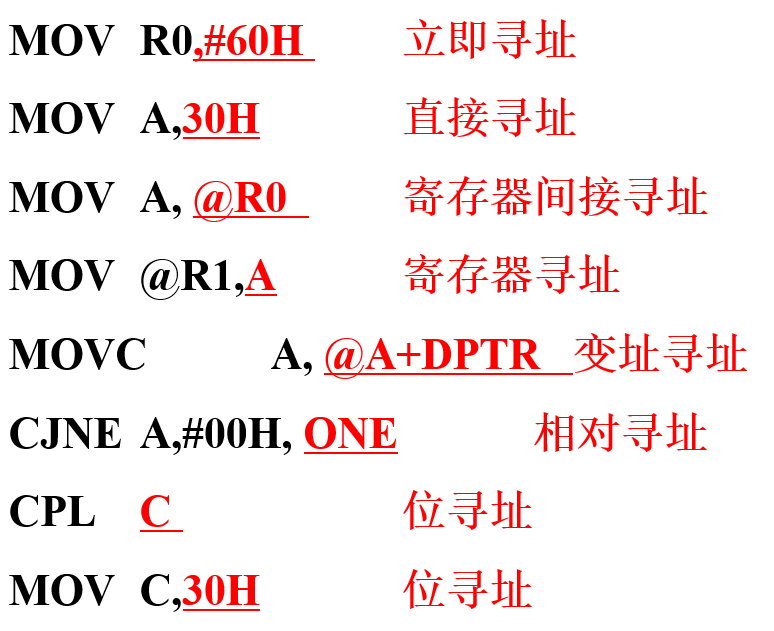 MOV R0,#60H 立即寻址
MOV A,30H 直接寻址
MOV A, @R0 寄存器间接寻址
MOV @R1,A 寄存器寻址
MOVC A, @A+DPTR 变址寻址
CJNE A,#00H, ONE 相对寻址
CPL C 位寻址
MOV C,30H 位寻址